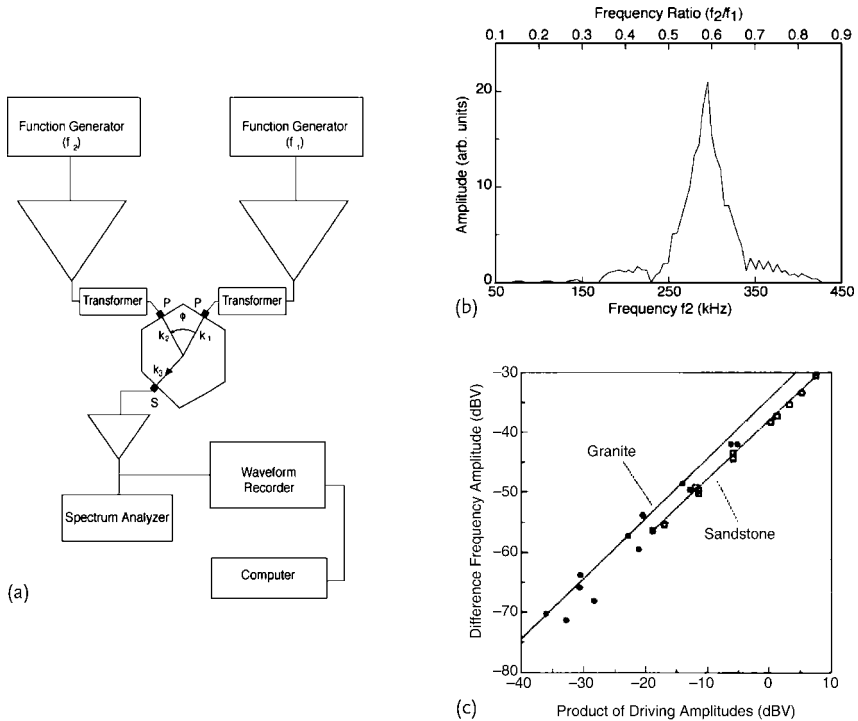 Function Generator
(f 2)
Function Generator
(f 1)
Transformer
P
P
Transformer
ϕ
k2
k1
k3
S
Waveform
Recorder
Spectrum Analyzer
Computer
(a)
Frequency Ratio (f2/f1)
0.1 0.2 0.3 0.4 0.5 0.6 0.7 0.8 0.9
Amplitude (arb. units)
20
10
0
50 150 250 350 450
Frequency f2 (kHz)
(b)
Difference Frequency Amplitude (dBV)
−30
−40
−50
−60
−70
−80
Granite
Sandstone
−40 −30 −20 −10 0 10
Product of Driving Amplitudes (dBV)
(c)